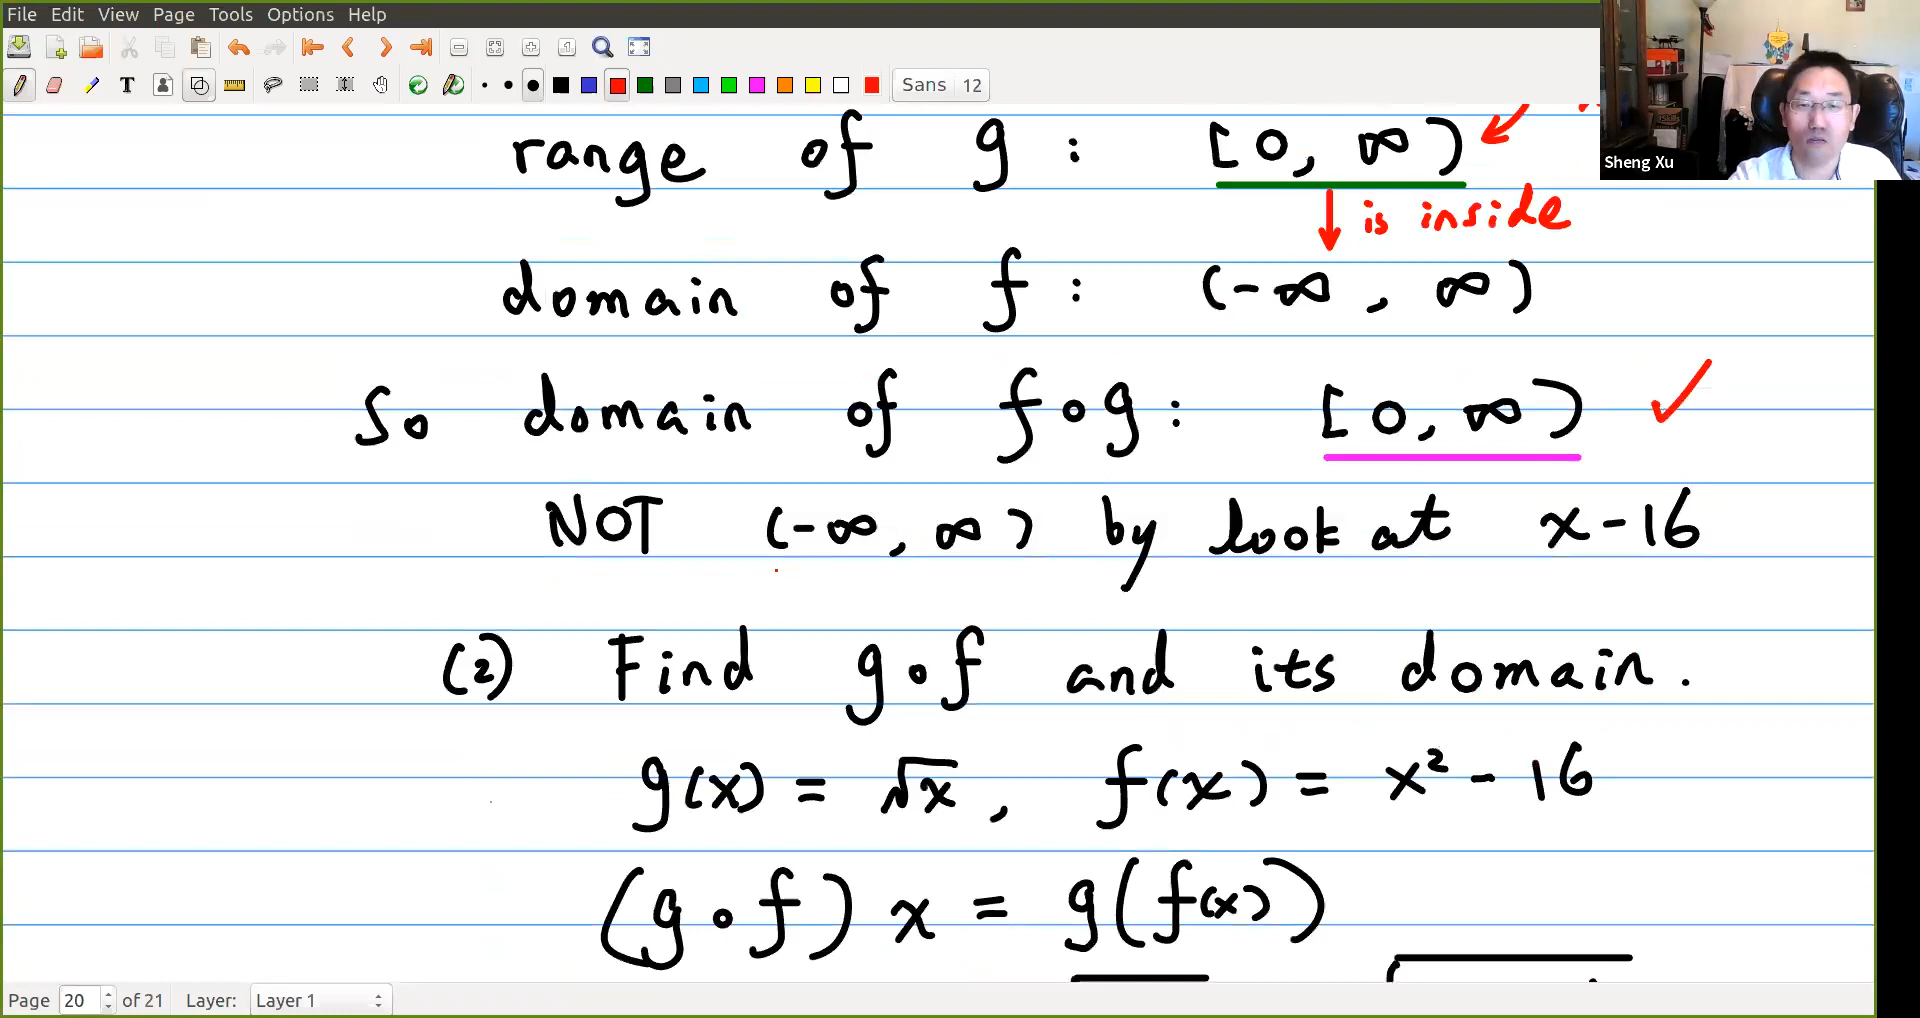 File Edit View Page Tools Options Help
Sans 12
Sheng Xu
range of g : [0, ∞)
is inside
domain of f : (-∞, ∞)
So domain of f∘g : [0, ∞) ✓
NOT (-∞, ∞) by look at x-16
(2) Find g∘f and its domain.
g(x) = √x, f(x) = x² - 16
(g∘f) x = g(f(x))
Page 20 of 21 Layer: Layer 1